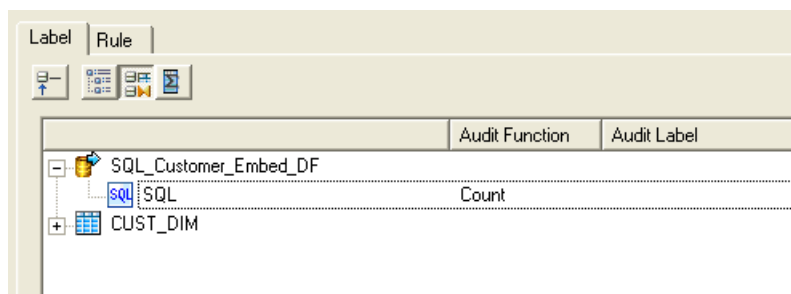 Label Rule
Audit Function Audit Label
SQL_Customer_Embed_DF
SQL SQL Count
CUST_DIM